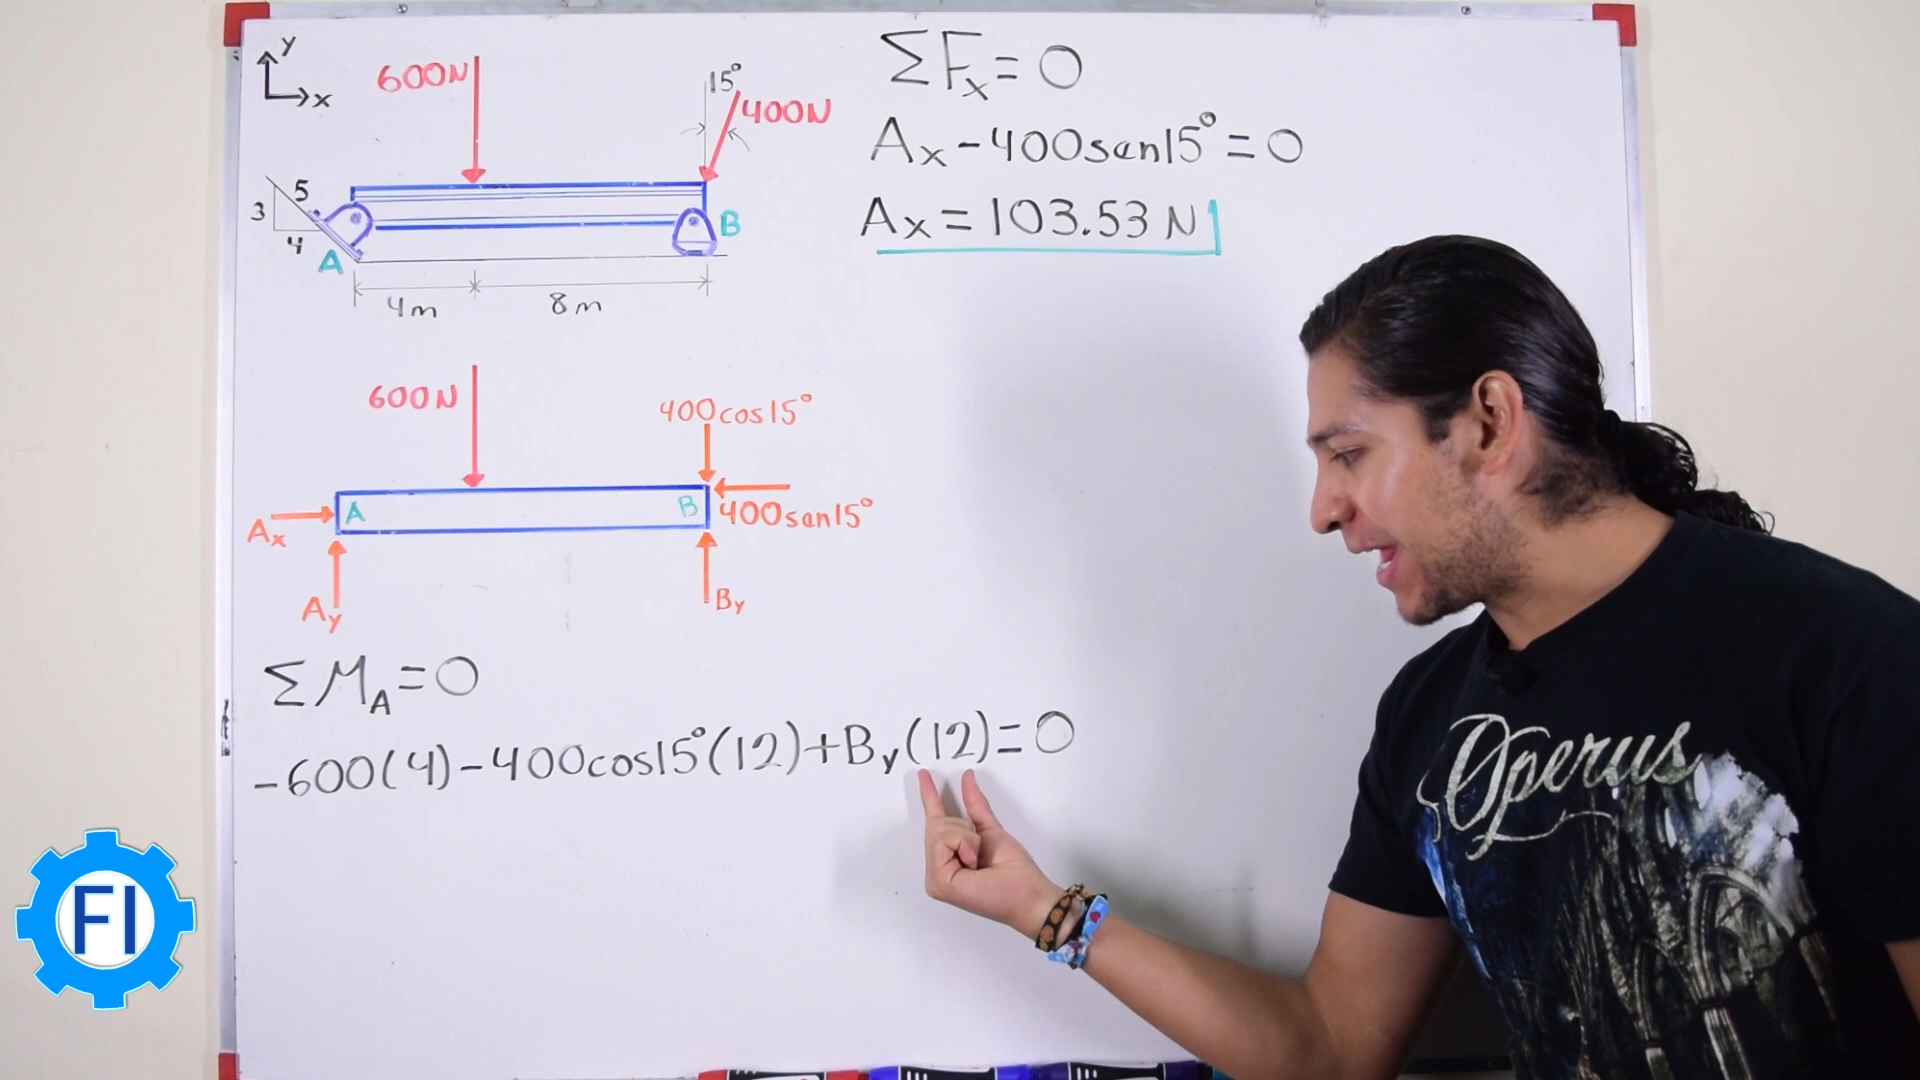 y
x
600N
15°
400N
5
3
4
A
B
4m
8m
600N
400cos15°
A
B
400sen15°
Ax
Ay
By
ΣMA=0
-600(4)-400cos15°(12)+By(12)=0
ΣFx=0
Ax-400sen15°=0
Ax=103.53 N
Operus
FI